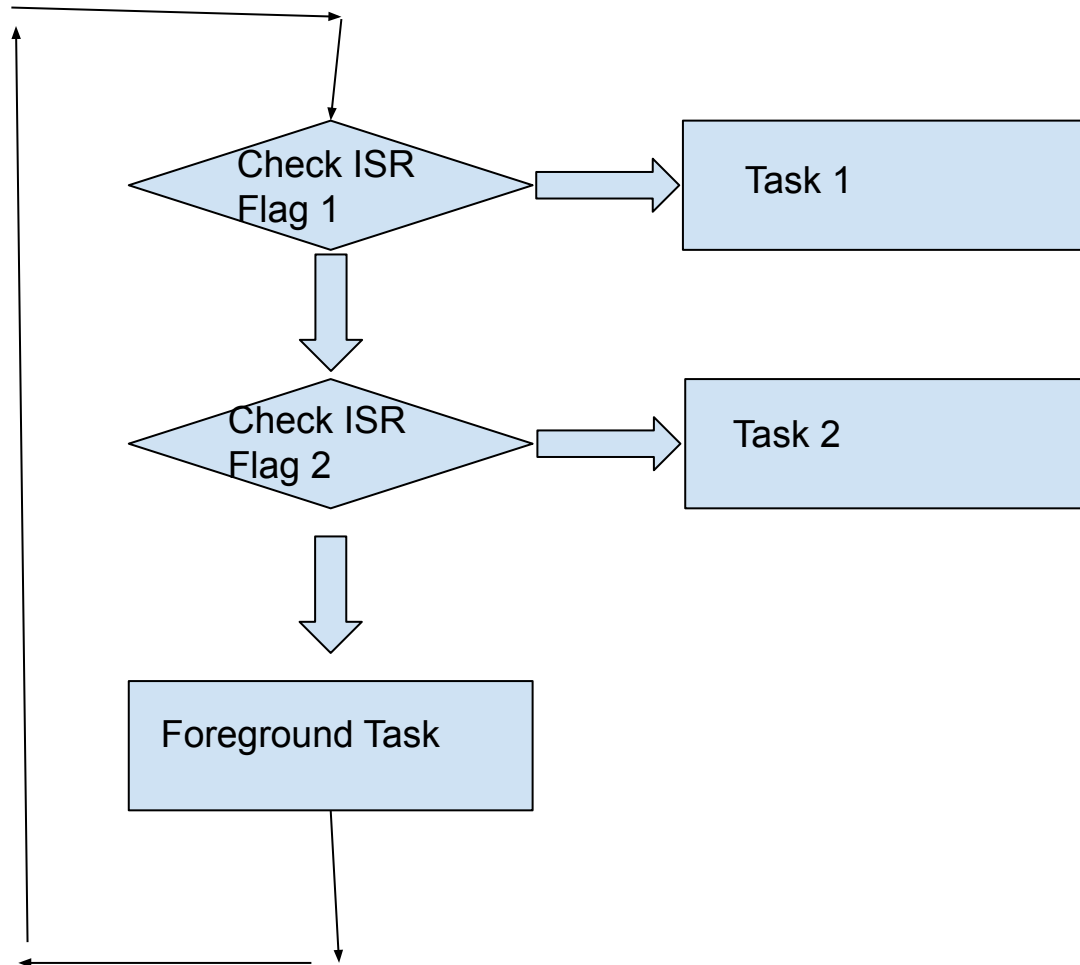 Check ISR
Flag 1
Task 1
Check ISR
Flag 2
Task 2
Foreground Task